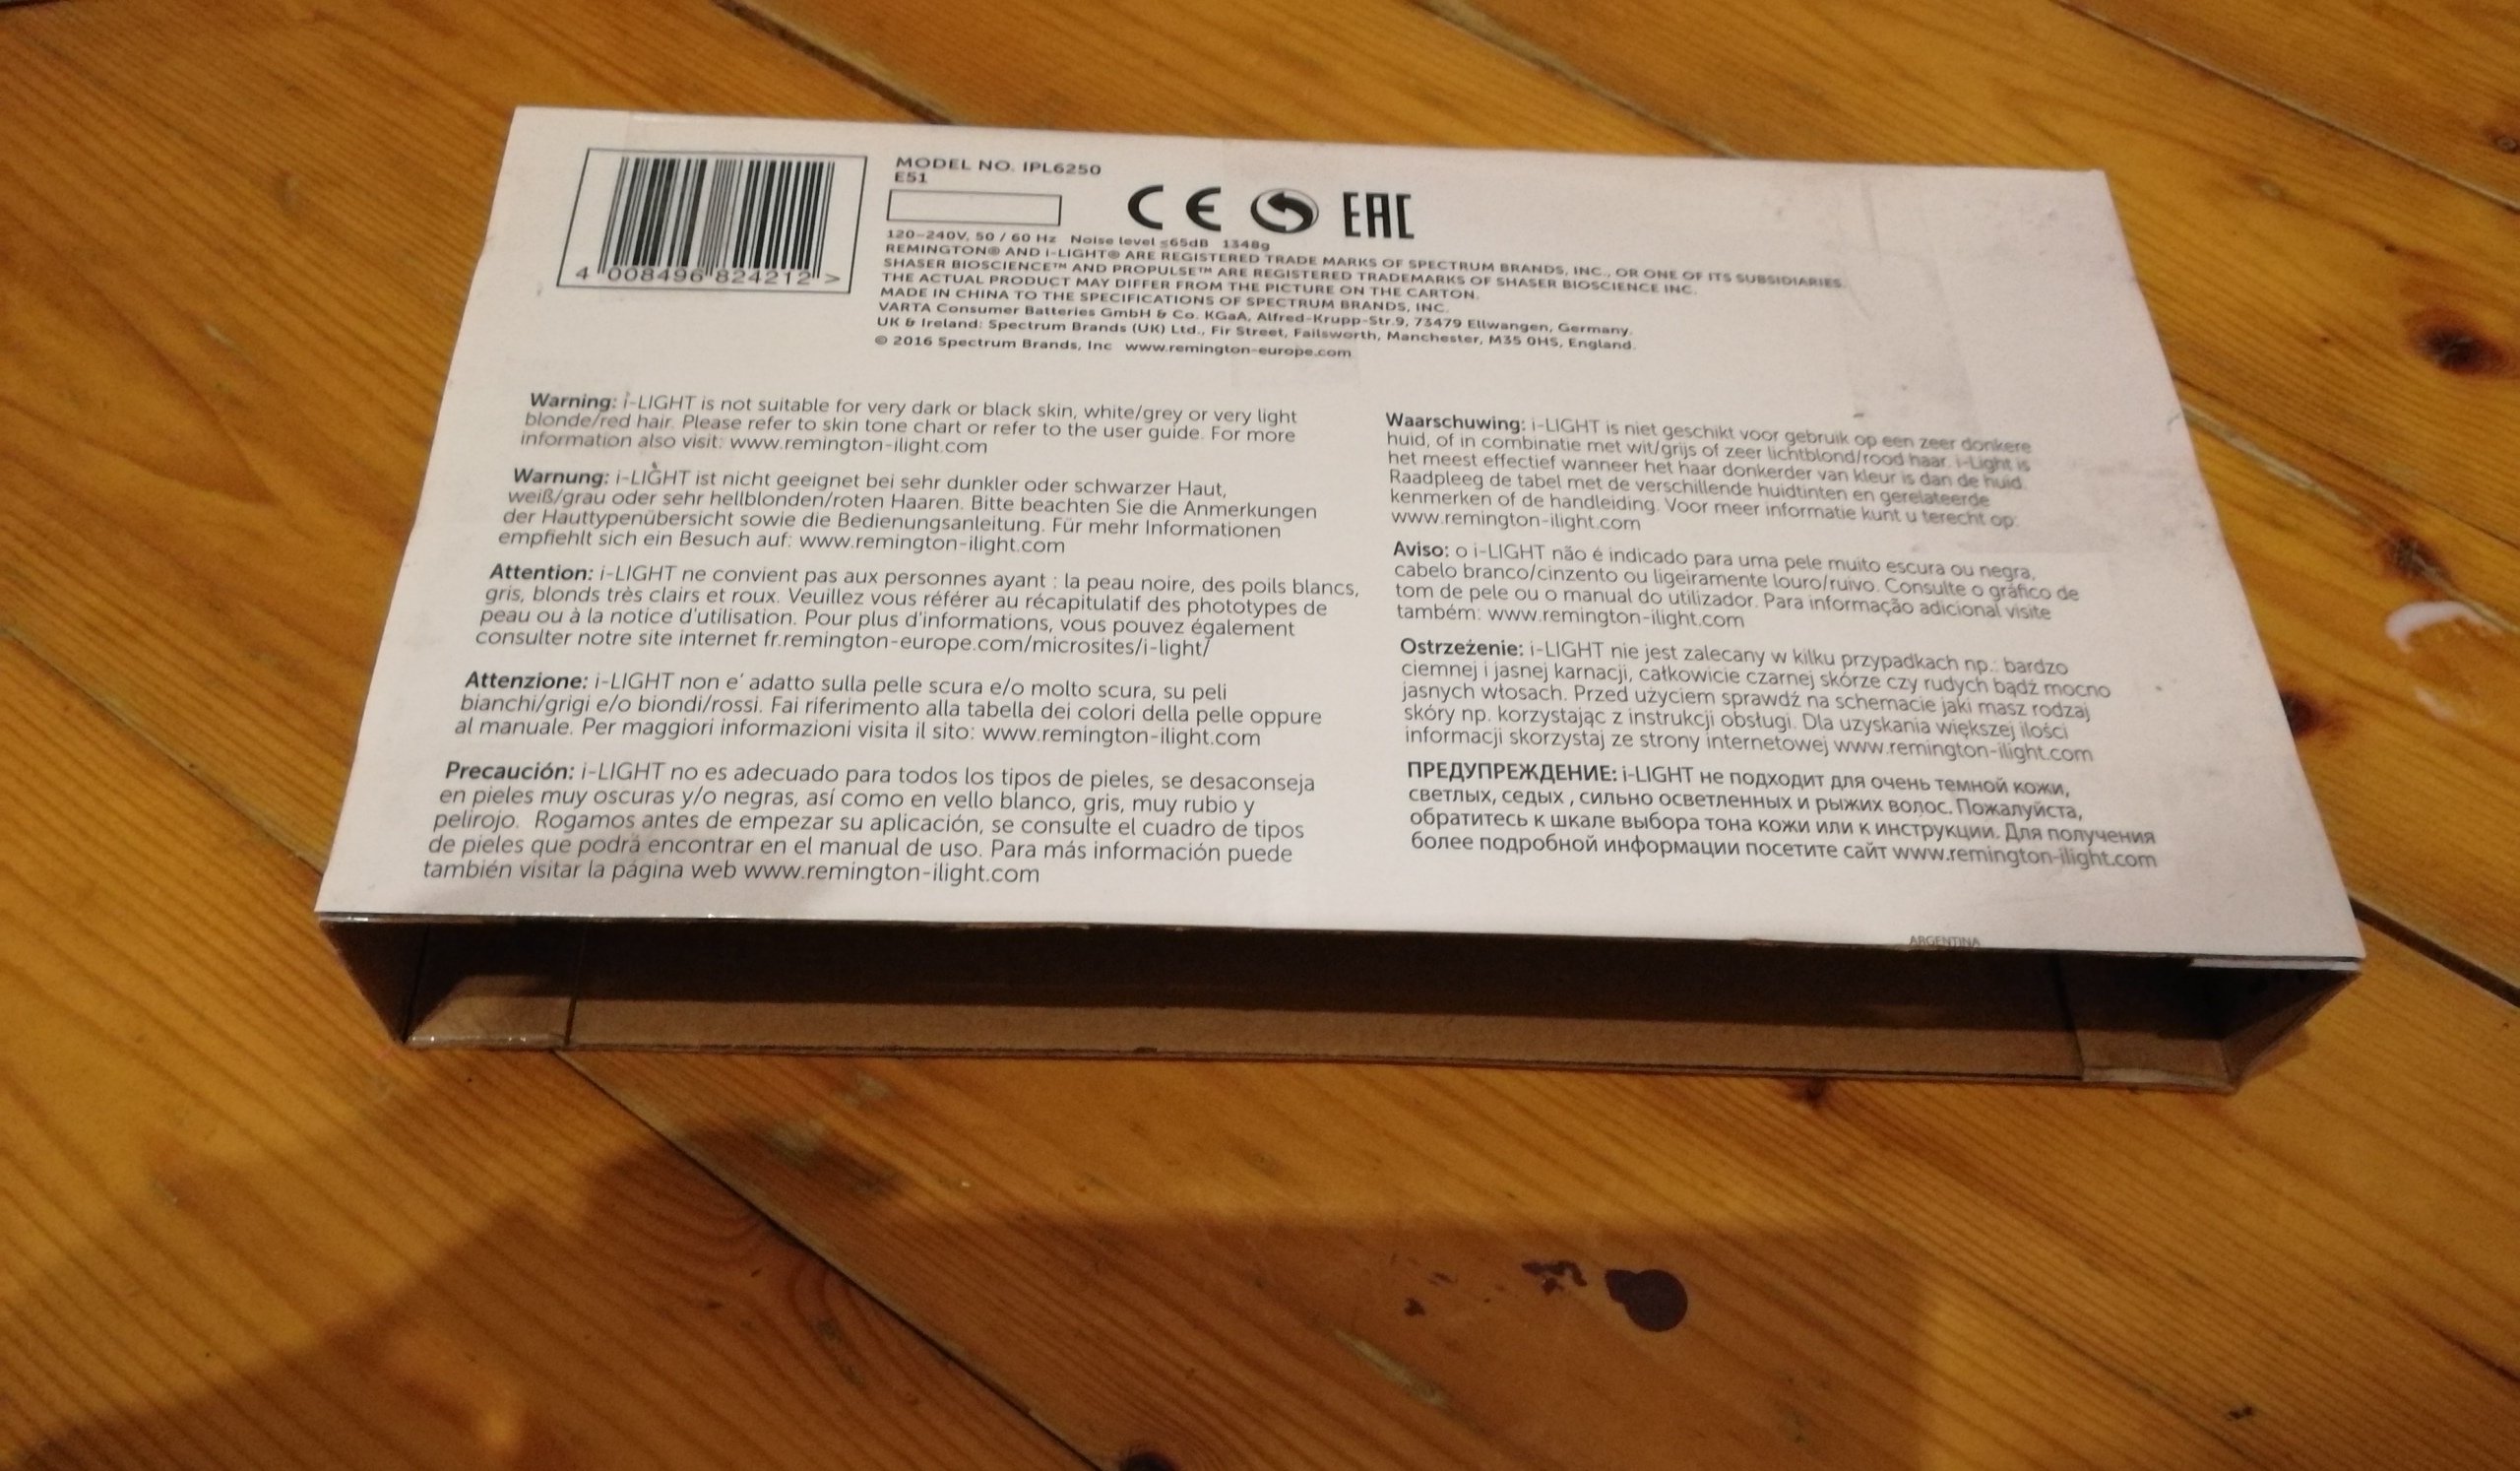 4 008496 824212 >
MODEL NO. IPL6250
E51
CE EAC
120-240V, 50 / 60 Hz Noise level ≤65dB 1348g
REMINGTON® AND i-LIGHT® ARE REGISTERED TRADE MARKS OF SPECTRUM BRANDS, INC., OR ONE OF ITS SUBSIDIARIES.
SHASER BIOSCIENCE™ AND PROPULSE™ ARE REGISTERED TRADEMARKS OF SHASER BIOSCIENCE INC.
THE ACTUAL PRODUCT MAY DIFFER FROM THE PICTURE ON THE CARTON.
MADE IN CHINA TO THE SPECIFICATIONS OF SPECTRUM BRANDS, INC.
VARTA Consumer Batteries GmbH & Co. KGaA, Alfred-Krupp-Str.9, 73479 Ellwangen, Germany.
UK & Ireland: Spectrum Brands (UK) Ltd., Fir Street, Failsworth, Manchester, M35 0HS, England.
© 2016 Spectrum Brands, Inc www.remington-europe.com
Warning: i-LIGHT is not suitable for very dark or black skin, white/grey or very light
blonde/red hair. Please refer to skin tone chart or refer to the user guide. For more
information also visit: www.remington-ilight.com
Warnung: i-LIGHT ist nicht geeignet bei sehr dunkler oder schwarzer Haut,
weiß/grau oder sehr hellblonden/roten Haaren. Bitte beachten Sie die Anmerkungen
der Hauttypenübersicht sowie die Bedienungsanleitung. Für mehr Informationen
empfiehlt sich ein Besuch auf: www.remington-ilight.com
Attention: i-LIGHT ne convient pas aux personnes ayant : la peau noire, des poils blancs,
gris, blonds très clairs et roux. Veuillez vous référer au récapitulatif des phototypes de
peau ou à la notice d'utilisation. Pour plus d'informations, vous pouvez également
consulter notre site internet fr.remington-europe.com/microsites/i-light/
Attenzione: i-LIGHT non e' adatto sulla pelle scura e/o molto scura, su peli
bianchi/grigi e/o biondi/rossi. Fai riferimento alla tabella dei colori della pelle oppure
al manuale. Per maggiori informazioni visita il sito: www.remington-ilight.com
Precaución: i-LIGHT no es adecuado para todos los tipos de pieles, se desaconseja
en pieles muy oscuras y/o negras, así como en vello blanco, gris, muy rubio y
pelirojo. Rogamos antes de empezar su aplicación, se consulte el cuadro de tipos
de pieles que podrá encontrar en el manual de uso. Para más información puede
también visitar la página web www.remington-ilight.com
Waarschuwing: i-LIGHT is niet geschikt voor gebruik op een zeer donkere
huid, of in combinatie met wit/grijs of zeer lichtblond/rood haar. i-Light is
het meest effectief wanneer het haar donkerder van kleur is dan de huid.
Raadpleeg de tabel met de verschillende huidtinten en gerelateerde
kenmerken of de handleiding. Voor meer informatie kunt u terecht op:
www.remington-ilight.com
Aviso: o i-LIGHT não é indicado para uma pele muito escura ou negra,
cabelo branco/cinzento ou ligeiramente louro/ruivo. Consulte o gráfico de
tom de pele ou o manual do utilizador. Para informação adicional visite
também: www.remington-ilight.com
Ostrzeżenie: i-LIGHT nie jest zalecany w kilku przypadkach np.: bardzo
ciemnej i jasnej karnacji, całkowicie czarnej skórze czy rudych bądź mocno
jasnych włosach. Przed użyciem sprawdź na schemacie jaki masz rodzaj
skóry np. korzystając z instrukcji obsługi. Dla uzyskania większej ilości
informacji skorzystaj ze strony internetowej www.remington-ilight.com
ПРЕДУПРЕЖДЕНИЕ: i-LIGHT не подходит для очень темной кожи,
светлых, седых , сильно осветленных и рыжих волос. Пожалуйста,
обратитесь к шкале выбора тона кожи или к инструкции. Для получения
более подробной информации посетите сайт www.remington-ilight.com
ARGENTINA